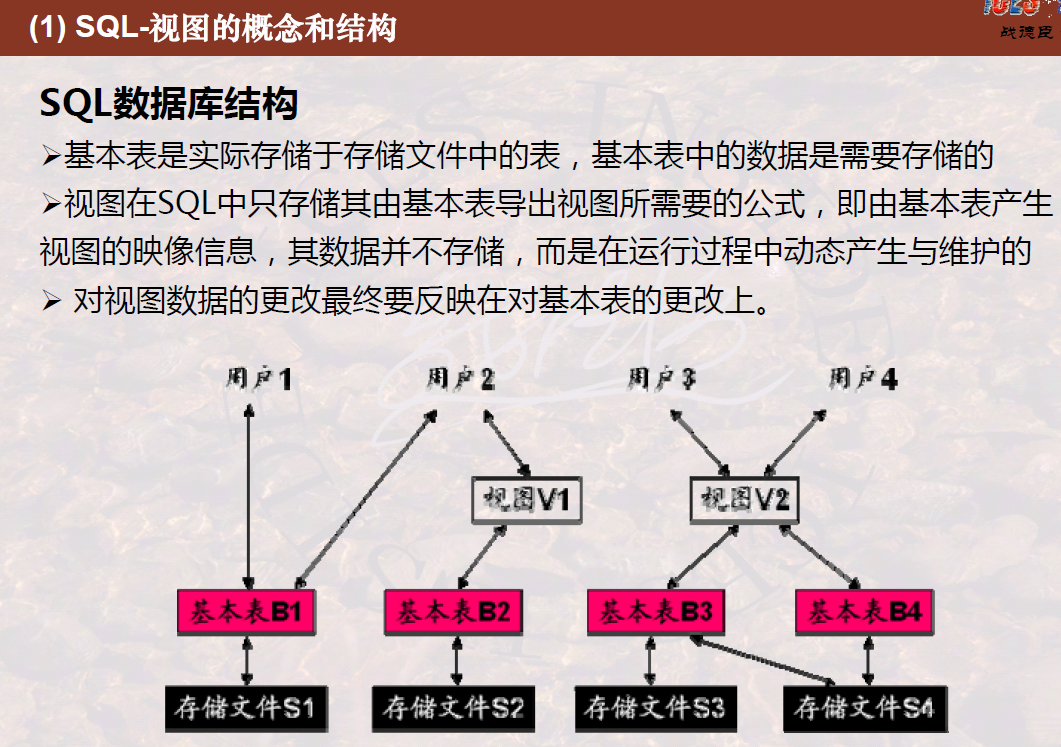 (1) SQL-视图的概念和结构
战德臣
SQL数据库结构
➢基本表是实际存储于存储文件中的表，基本表中的数据是需要存储的
➢视图在SQL中只存储其由基本表导出视图所需要的公式，即由基本表产生
视图的映像信息，其数据并不存储，而是在运行过程中动态产生与维护的
➢ 对视图数据的更改最终要反映在对基本表的更改上。
用户1 用户2 用户3 用户4
视图V1 视图V2
基本表B1 基本表B2 基本表B3 基本表B4
存储文件S1 存储文件S2 存储文件S3 存储文件S4